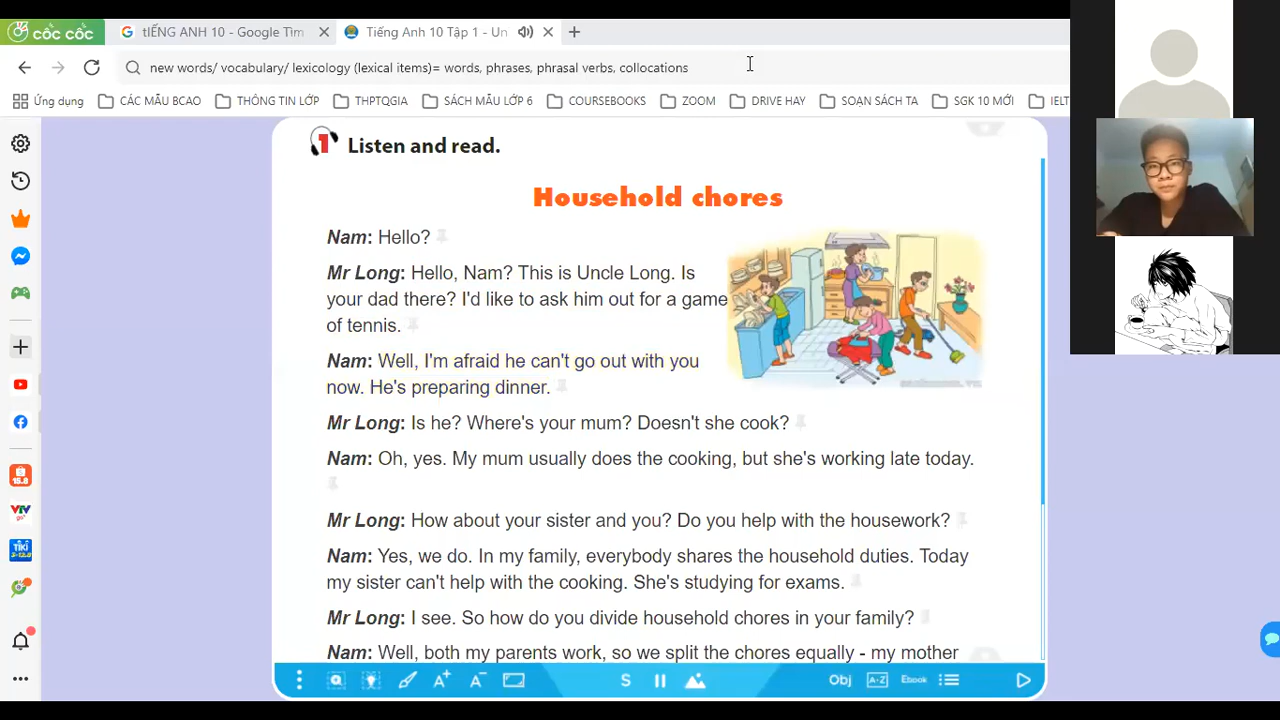 cốc cốc
tIẾNG ANH 10 - Google Tìm
Tiếng Anh 10 Tập 1 - Un
new words/ vocabulary/ lexicology (lexical items)= words, phrases, phrasal verbs, collocations
Ứng dụng
CÁC MẪU BCAO
THÔNG TIN LỚP
THPTQGIA
SÁCH MẪU LỚP 6
COURSEBOOKS
ZOOM
DRIVE HAY
SOẠN SÁCH TA
SGK 10 MỚI
IELT
1 Listen and read.
Household chores
Nam: Hello?
Mr Long: Hello, Nam? This is Uncle Long. Is
your dad there? I'd like to ask him out for a game
of tennis.
Nam: Well, I'm afraid he can't go out with you
now. He's preparing dinner.
Mr Long: Is he? Where's your mum? Doesn't she cook?
Nam: Oh, yes. My mum usually does the cooking, but she's working late today.
Mr Long: How about your sister and you? Do you help with the housework?
Nam: Yes, we do. In my family, everybody shares the household duties. Today
my sister can't help with the cooking. She's studying for exams.
Mr Long: I see. So how do you divide household chores in your family?
Nam: Well, both my parents work, so we split the chores equally - my mother
15.8
VTV
go
TIKI
A+
A-
S
Obj
A-Z
Ebook